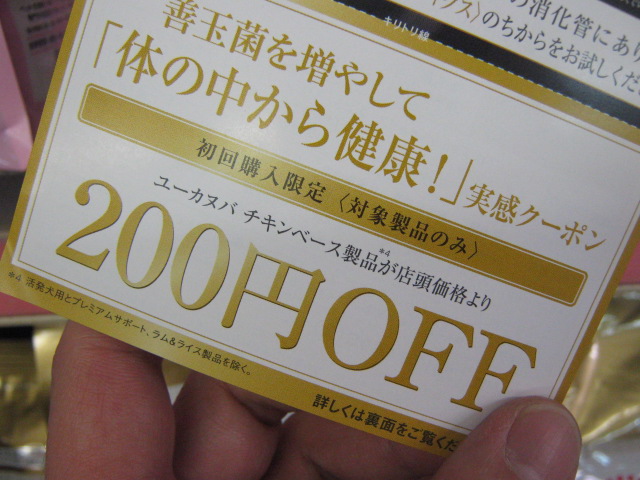 の消化管にあり
クス〉のちからをお試しくだ
キリトリ線
善玉菌を増やして
「体の中から健康!」実感クーポン
初回購入限定〈対象製品のみ〉
ユーカヌバ チキンベース製品が店頭価格より
*4
200円OFF
*4 活発犬用とプレミアムサポート、ラム&ライス製品を除く。
詳しくは裏面をご覧くだ